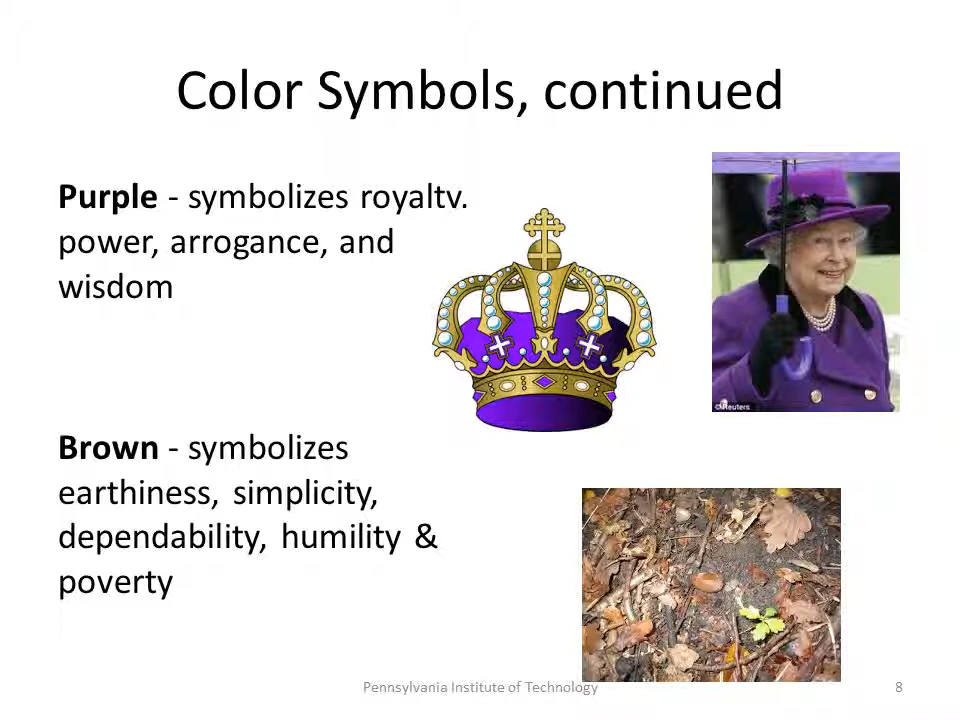 Color Symbols, continued
Purple - symbolizes royalty.
power, arrogance, and
wisdom
Brown - symbolizes
earthiness, simplicity,
dependability, humility &
poverty
© Reuters
Pennsylvania Institute of Technology
8